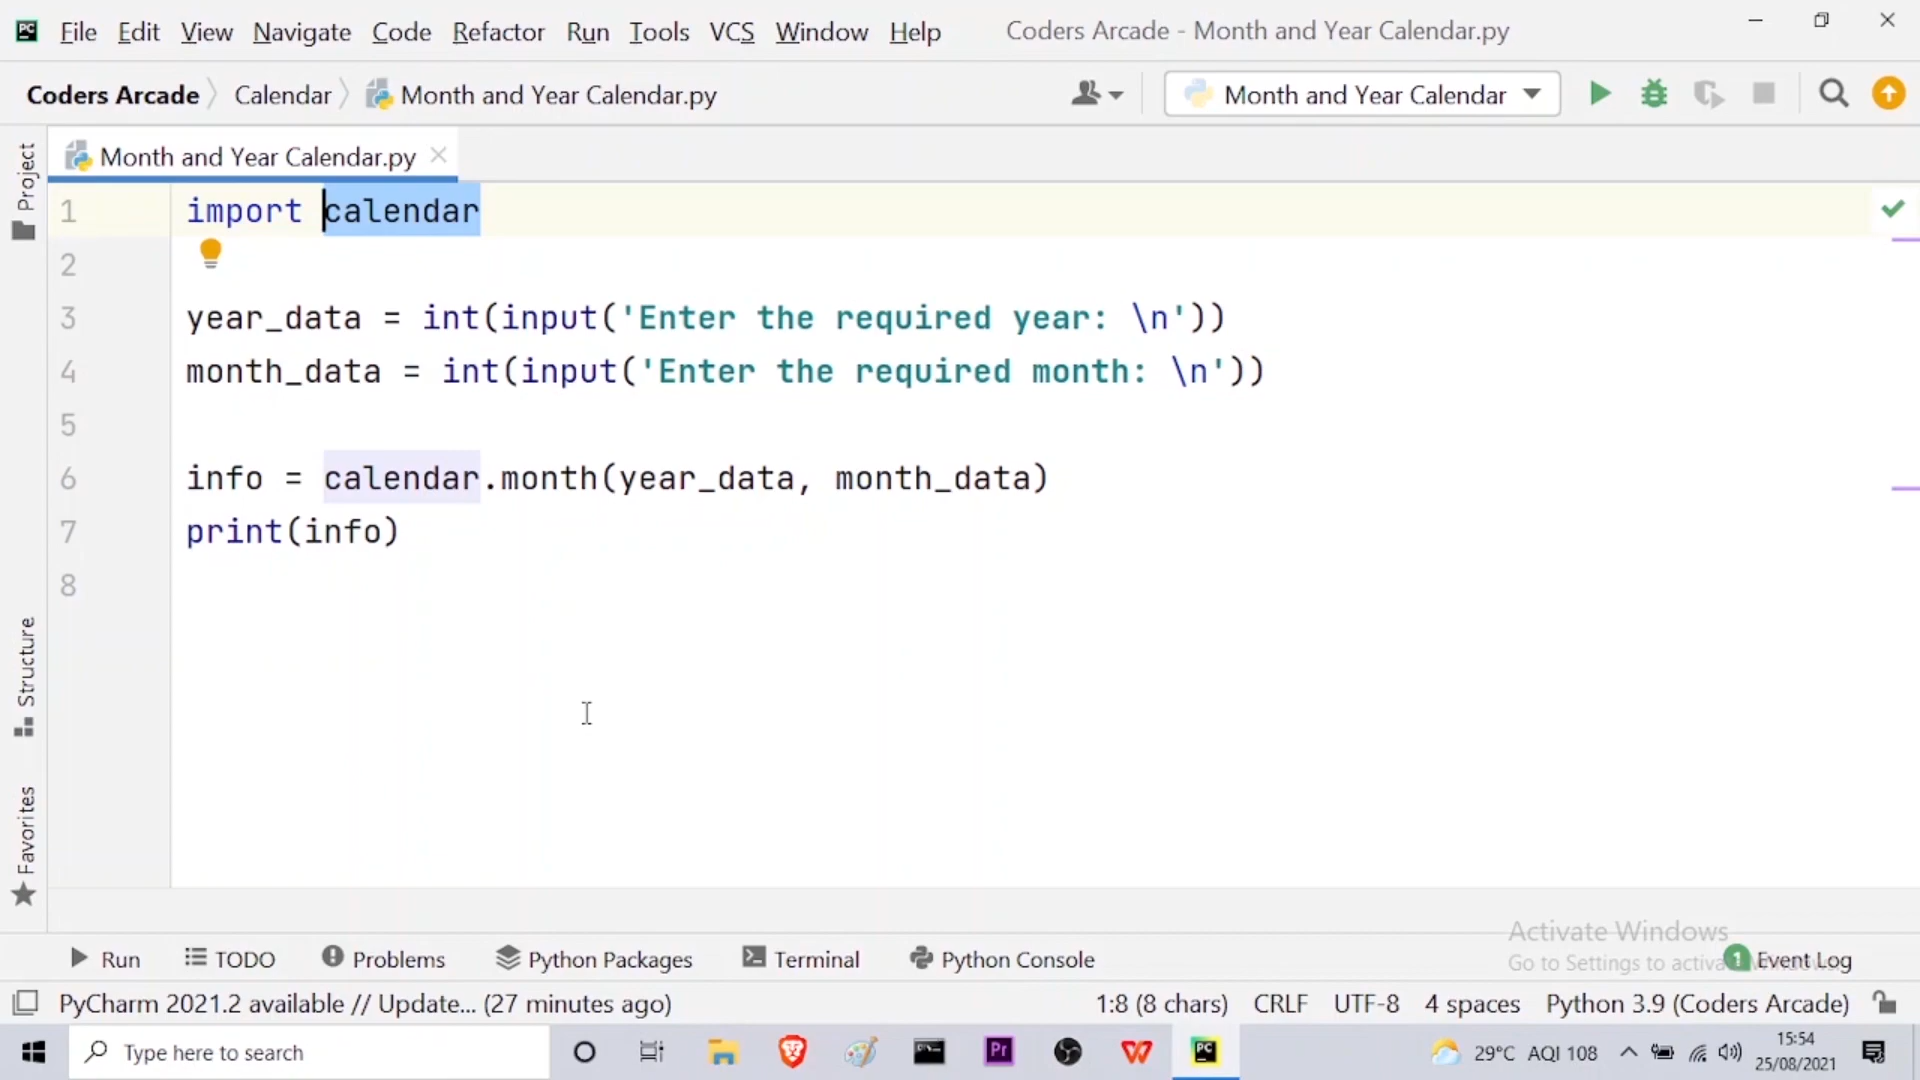 PC File Edit View Navigate Code Refactor Run Tools VCS Window Help Coders Arcade - Month and Year Calendar.py
Coders Arcade Calendar Month and Year Calendar.py Month and Year Calendar
Month and Year Calendar.py
Project
1 import calendar
2
3 year_data = int(input('Enter the required year: \n'))
4 month_data = int(input('Enter the required month: \n'))
5
6 info = calendar.month(year_data, month_data)
7 print(info)
8
Structure
Favorites
Activate Windows
Go to Settings to activa
Run TODO Problems Python Packages Terminal Python Console 1 Event Log
PyCharm 2021.2 available // Update... (27 minutes ago) 1:8 (8 chars) CRLF UTF-8 4 spaces Python 3.9 (Coders Arcade)
Type here to search Pr PC 29°C AQI 108 15:54
25/08/2021